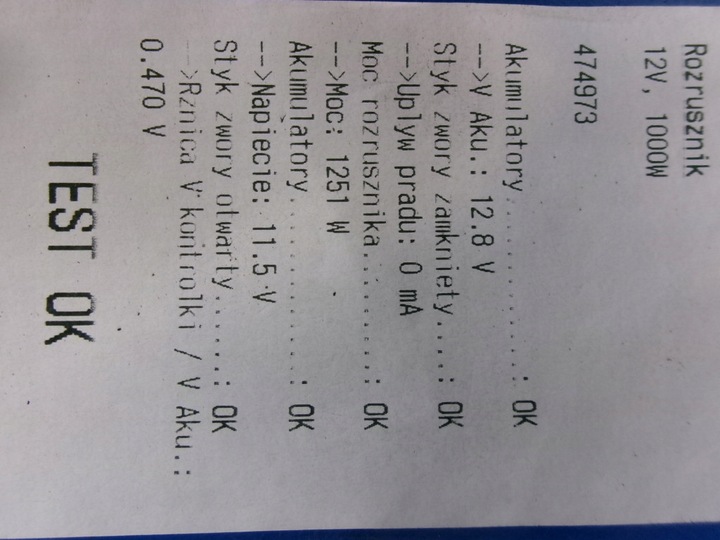 Rozrusznik
12V, 1000W
474973
Akumulatory............: OK
-->V Aku.: 12.8 V
Styk zwory zamkniety....: OK
-->Uplyw pradu: 0 mA
Moc rozrusznika.........: OK
-->Moc: 1251 W
Akumulatory............: OK
-->Napiecie: 11.5 V
Styk zwory otwarty......: OK
-->Rznica V kontrolki / V Aku.:
0.470 V
TEST OK